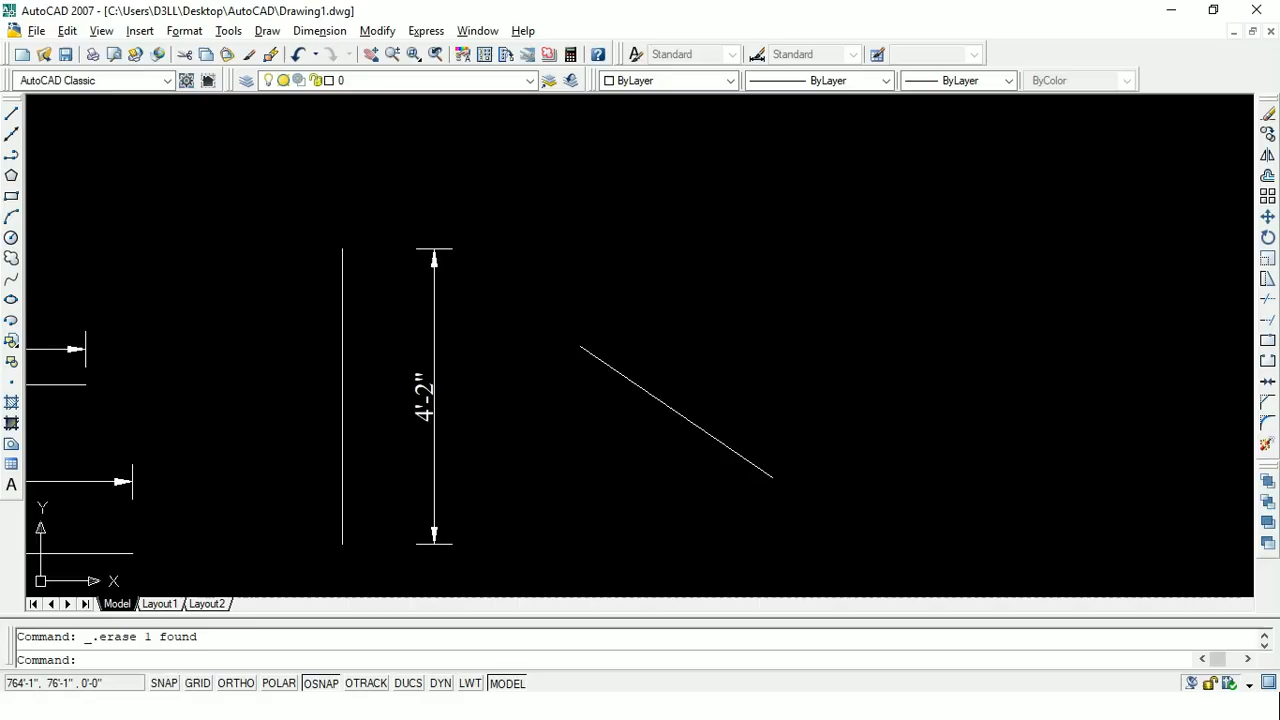 AutoCAD 2007 - [C:\Users\D3LL\Desktop\AutoCAD\Drawing1.dwg]
File Edit View Insert Format Tools Draw Dimension Modify Express Window Help
Standard Standard
AutoCAD Classic 0 ByLayer ByLayer ByLayer ByColor
4'-2"
A
Y
X
Model Layout1 Layout2
Command: _.erase 1 found
Command:
764'-1", 76'-1", 0'-0" SNAP GRID ORTHO POLAR OSNAP OTRACK DUCS DYN LWT MODEL